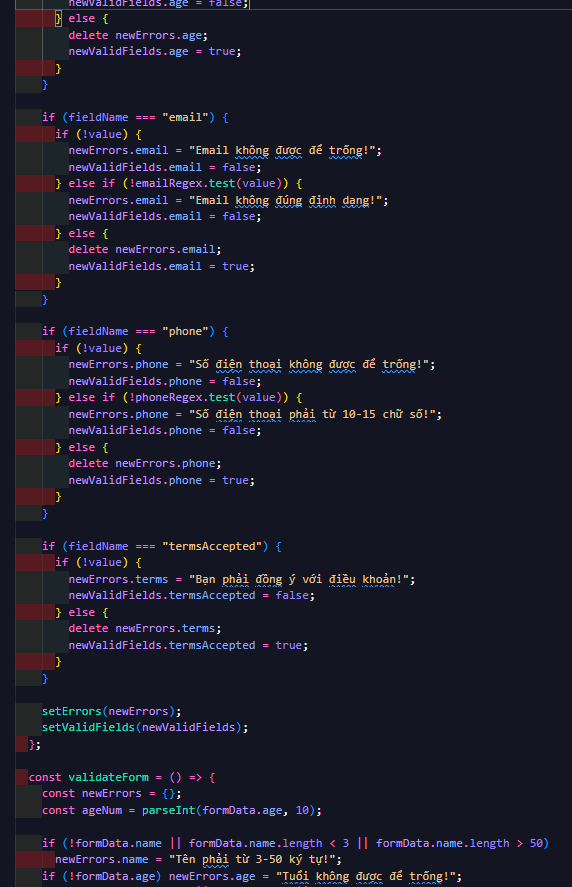 newValidFields.age = false;
} else {
delete newErrors.age;
newValidFields.age = true;
}
}
if (fieldName === "email") {
if (!value) {
newErrors.email = "Email không được để trống!";
newValidFields.email = false;
} else if (!emailRegex.test(value)) {
newErrors.email = "Email không đúng định dạng!";
newValidFields.email = false;
} else {
delete newErrors.email;
newValidFields.email = true;
}
}
if (fieldName === "phone") {
if (!value) {
newErrors.phone = "Số điện thoại không được để trống!";
newValidFields.phone = false;
} else if (!phoneRegex.test(value)) {
newErrors.phone = "Số điện thoại phải từ 10-15 chữ số!";
newValidFields.phone = false;
} else {
delete newErrors.phone;
newValidFields.phone = true;
}
}
if (fieldName === "termsAccepted") {
if (!value) {
newErrors.terms = "Bạn phải đồng ý với điều khoản!";
newValidFields.termsAccepted = false;
} else {
delete newErrors.terms;
newValidFields.termsAccepted = true;
}
}
setErrors(newErrors);
setValidFields(newValidFields);
};
const validateForm = () => {
const newErrors = {};
const ageNum = parseInt(formData.age, 10);
if (!formData.name || formData.name.length < 3 || formData.name.length > 50)
newErrors.name = "Tên phải từ 3-50 ký tự!";
if (!formData.age) newErrors.age = "Tuổi không được để trống!";